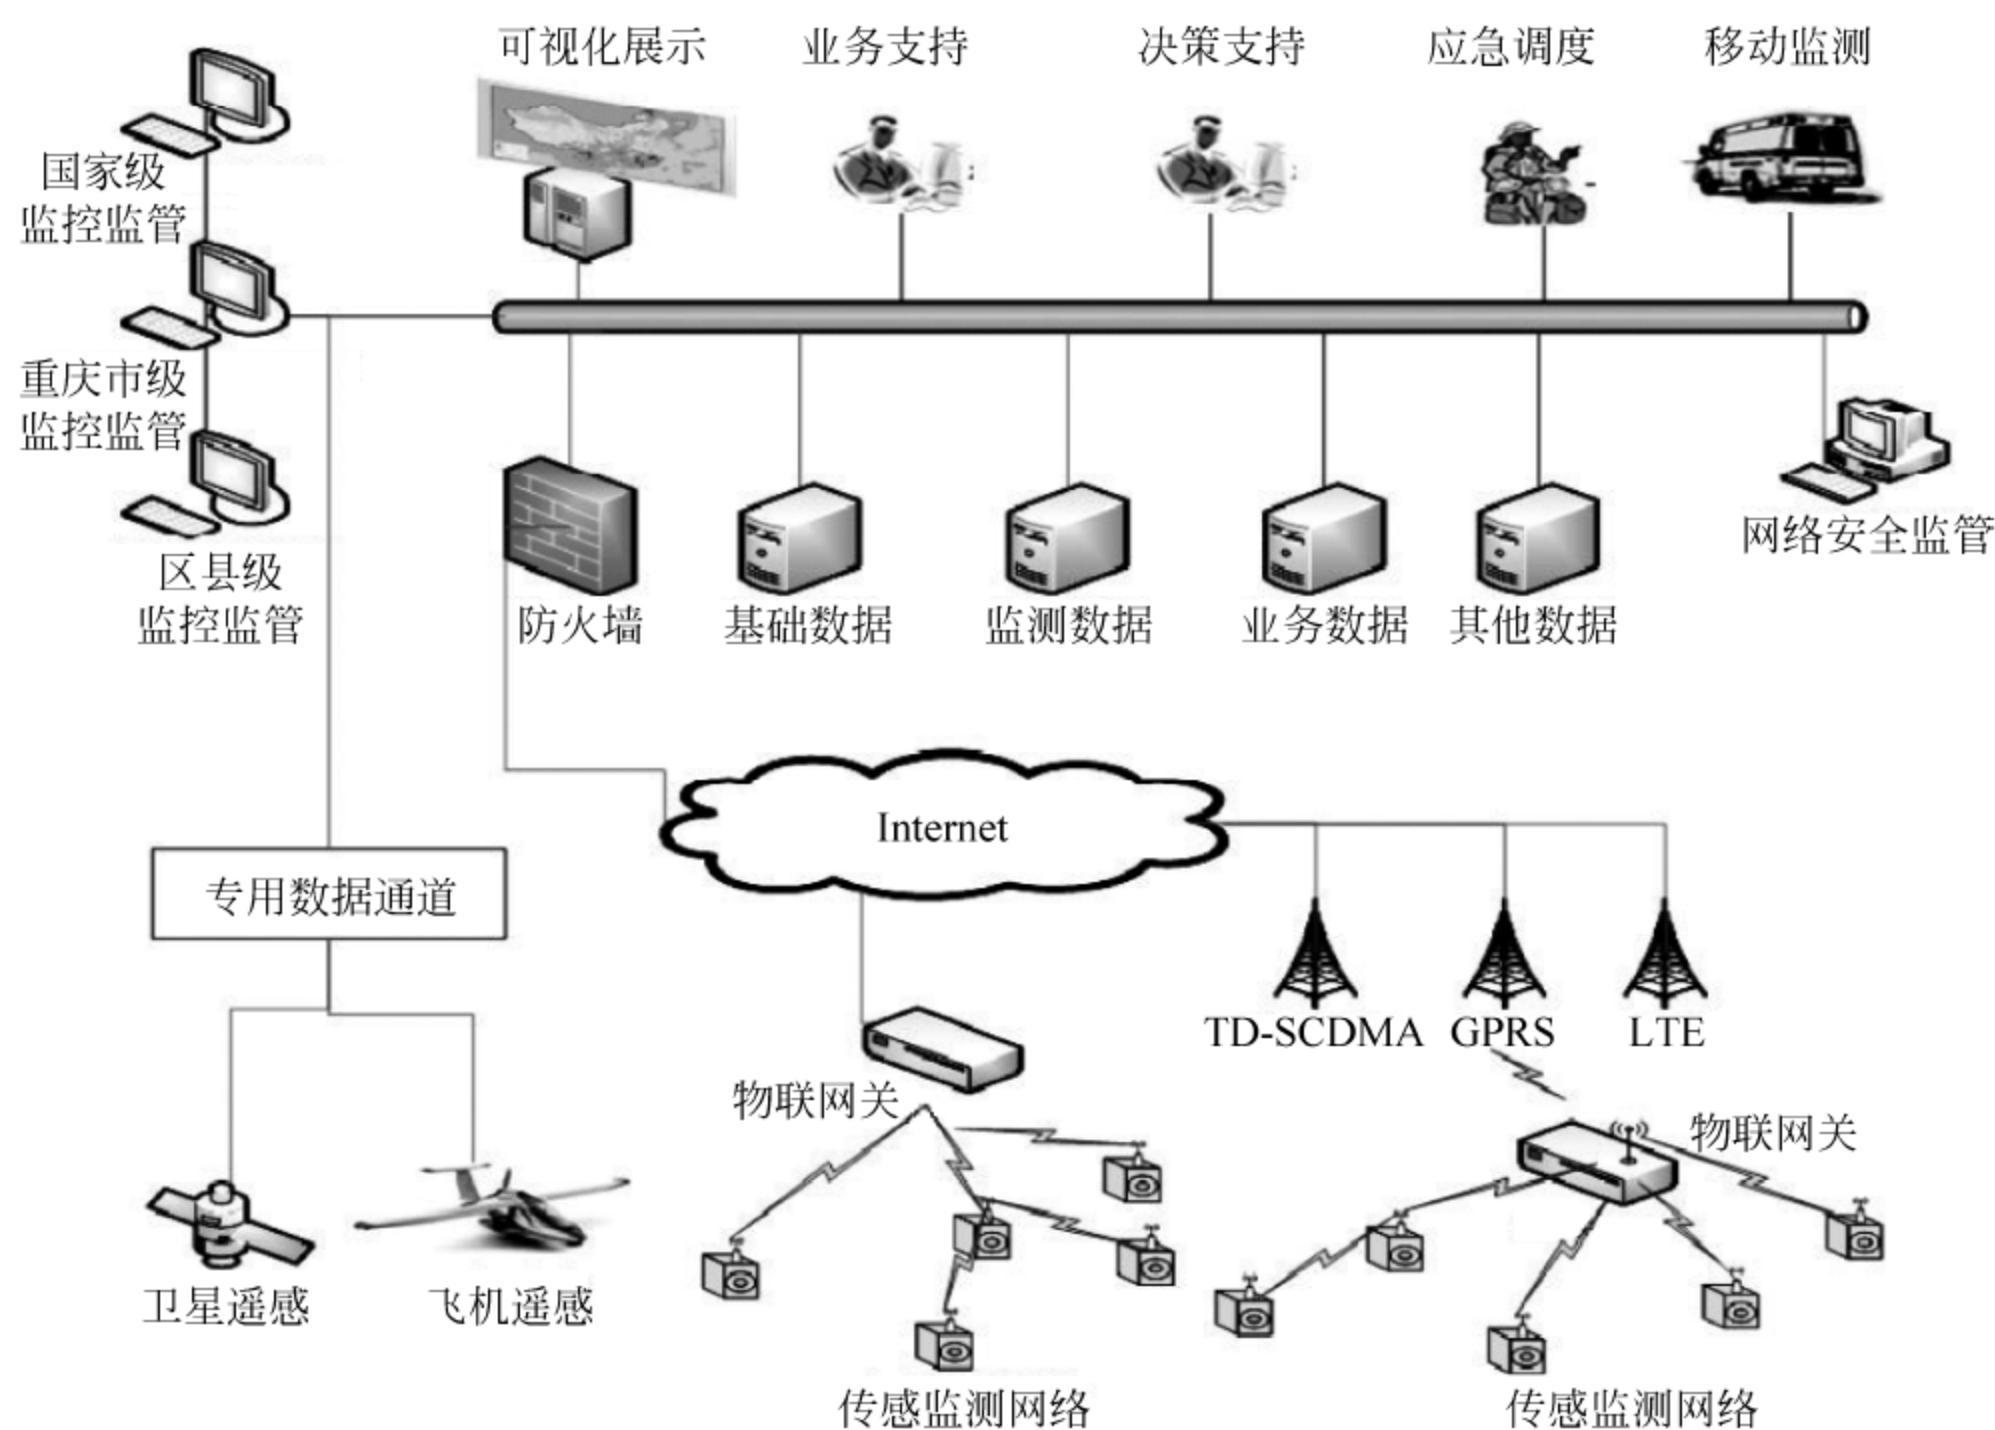 可视化展示
业务支持
决策支持
应急调度
移动监测
国家级
监控监管
重庆市级
监控监管
区县级
监控监管
防火墙
基础数据
监测数据
业务数据
其他数据
网络安全监管
Internet
专用数据通道
TD-SCDMA
GPRS
LTE
物联网关
物联网关
卫星遥感
飞机遥感
传感监测网络
传感监测网络